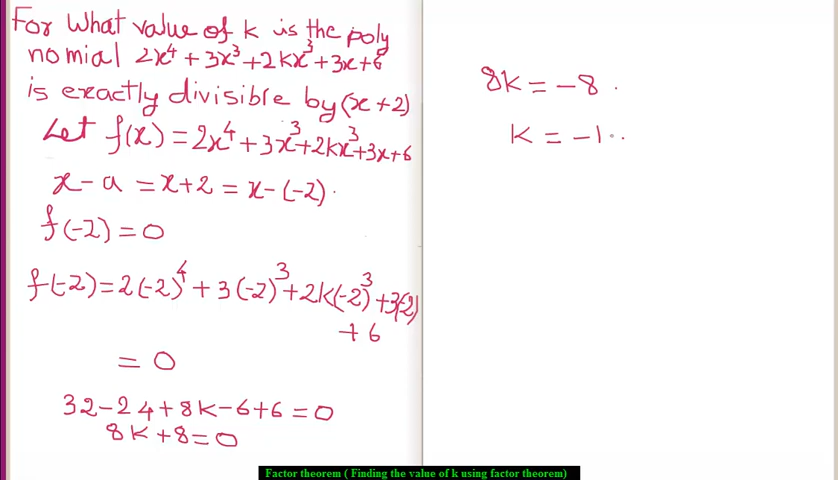 For what value of k is the poly
nomial 2x⁴ + 3x³ + 2kx³ + 3x + 6
is exactly divisible by (x + 2)
Let f(x) = 2x⁴ + 3x³ + 2kx³ + 3x + 6
x - a = x + 2 = x - (-2).
f(-2) = 0
f(-2) = 2(-2)⁴ + 3(-2)³ + 2k(-2)³ + 3(-2)
+ 6
= 0
32 - 24 + 8k - 6 + 6 = 0
8k + 8 = 0
8k = -8.
k = -1..
Factor theorem ( Finding the value of k using factor theorem)